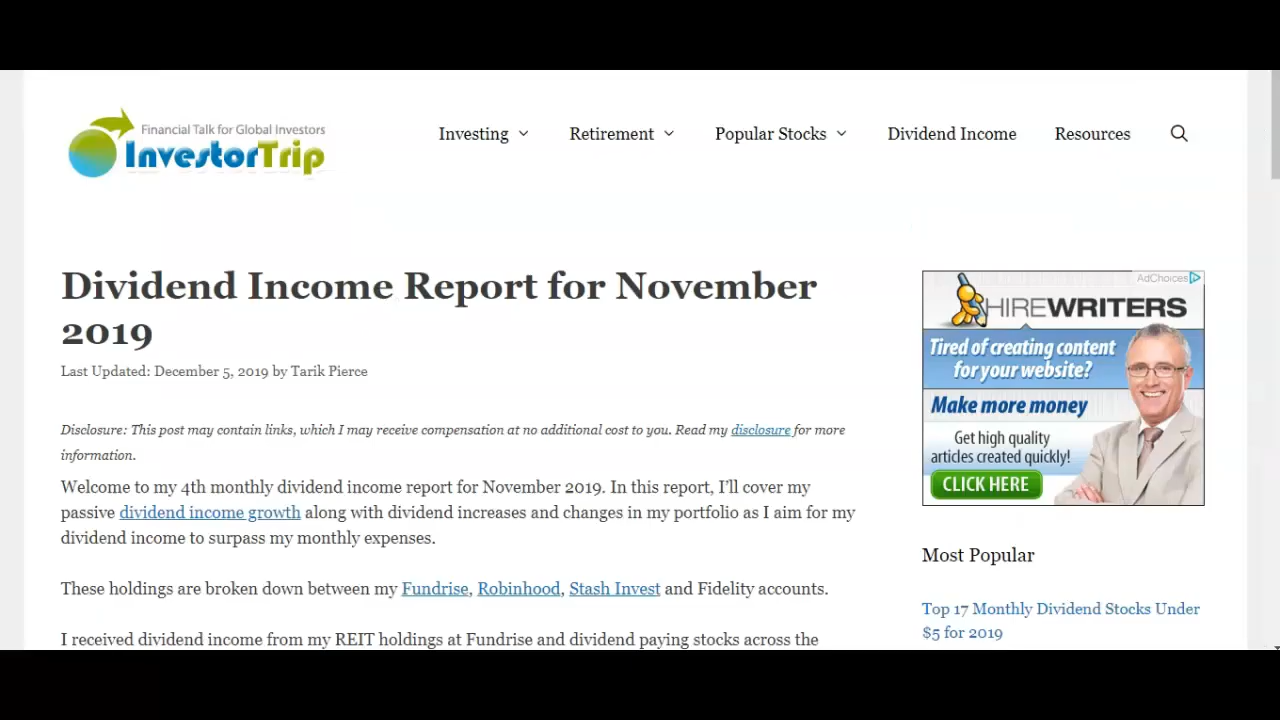 Financial Talk for Global Investors
InvestorTrip
Investing
Retirement
Popular Stocks
Dividend Income
Resources
Dividend Income Report for November
2019
Last Updated: December 5, 2019 by Tarik Pierce
Disclosure: This post may contain links, which I may receive compensation at no additional cost to you. Read my disclosure for more
information.
Welcome to my 4th monthly dividend income report for November 2019. In this report, I’ll cover my
passive dividend income growth along with dividend increases and changes in my portfolio as I aim for my
dividend income to surpass my monthly expenses.
These holdings are broken down between my Fundrise, Robinhood, Stash Invest and Fidelity accounts.
I received dividend income from my REIT holdings at Fundrise and dividend paying stocks across the
AdChoices
HIREWRITERS
Tired of creating content
for your website?
Make more money
Get high quality
articles created quickly!
CLICK HERE
Most Popular
Top 17 Monthly Dividend Stocks Under
$5 for 2019